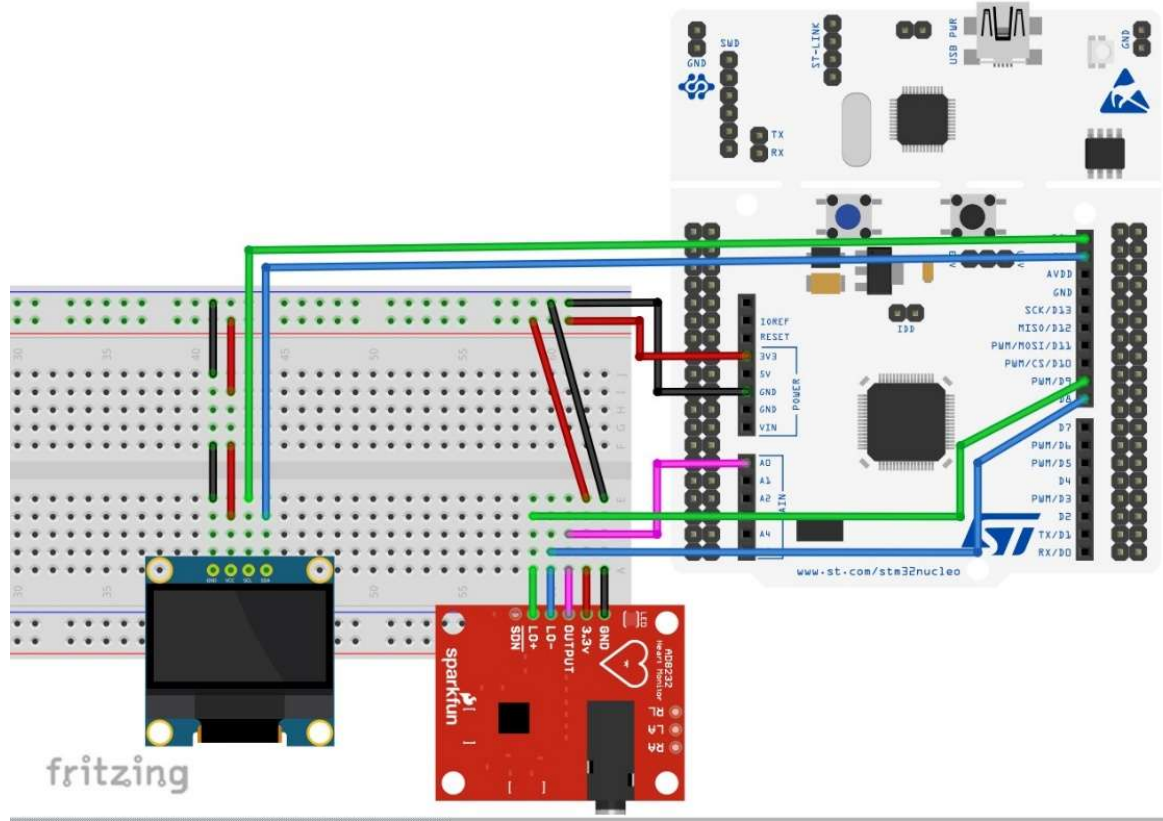 SWD
GND
ST-LINK
USB PWR
GND
TX
RX
AVDD
GND
IOREF
SCK/D13
RESET
MISO/D12
IDD
3V3
PWM/MOSI/D11
5V
PWM/CS/D10
GND
PWM/D9
GND
D8
VIN
POWER
D7
PWM/D6
A0
PWM/D5
A1
D4
A2
PWM/D3
AIN
D2
A4
TX/D1
RX/D0
ST
www.st.com/stm32nucleo
30
35
40
45
50
55
60
J
I
H
G
F
E
A
GND VCC SCL SDA
30
35
SDN
LO+
LO-
OUTPUT
3.3v
GND
LED
AD8232
Heart Monitor
sparkfun
RL
LA
RA
fritzing